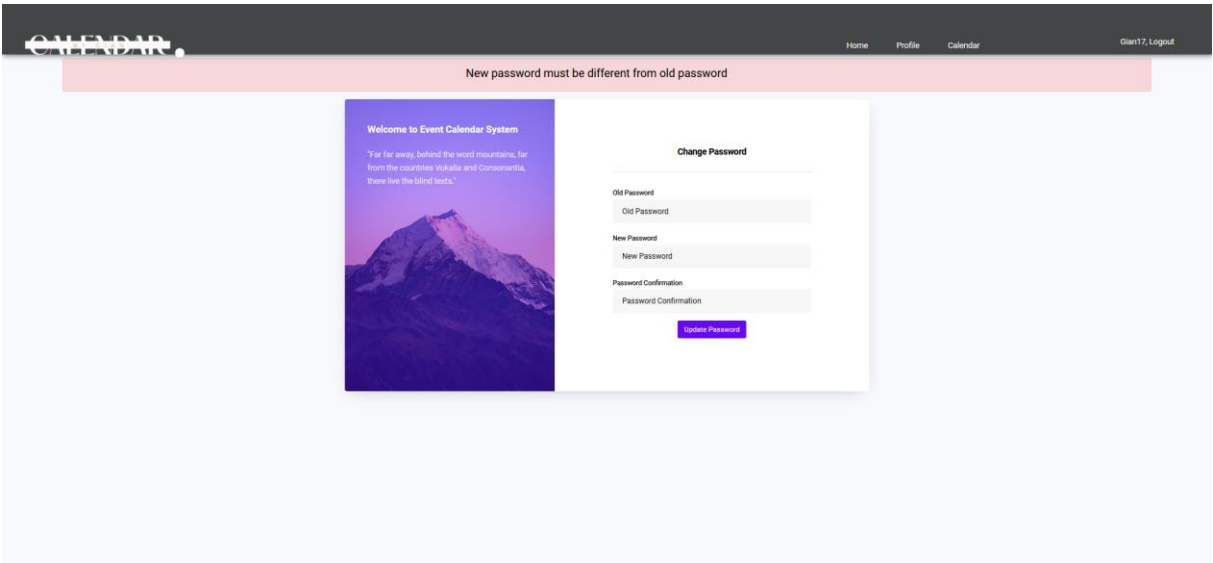 CALENDAR.
Home Profile Calendar Gian17, Logout
New password must be different from old password
Welcome to Event Calendar System
"Far far away, behind the word mountains, far
from the countries Vokalia and Consonantia,
there live the blind texts."
Change Password
Old Password
Old Password
New Password
New Password
Password Confirmation
Password Confirmation
Update Password